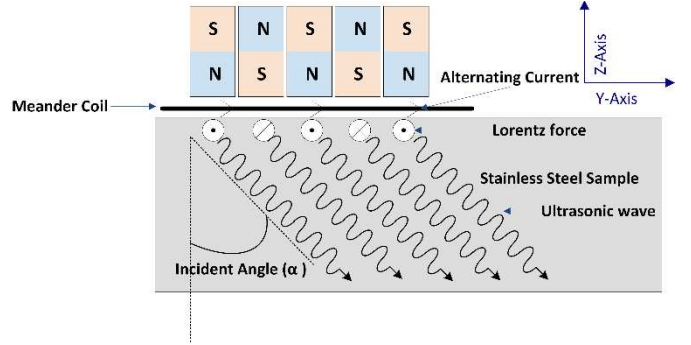 S N S N S
N S N S N
Z-Axis
Y-Axis
Alternating Current
Meander Coil
Lorentz force
Stainless Steel Sample
Ultrasonic wave
Incident Angle (α )